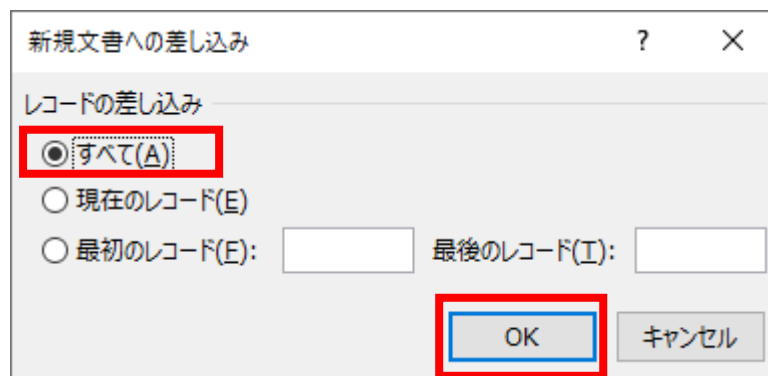 新規文書への差し込み ? ×
レコードの差し込み
すべて(A)
現在のレコード(E)
最初のレコード(F): 最後のレコード(T):
OK キャンセル